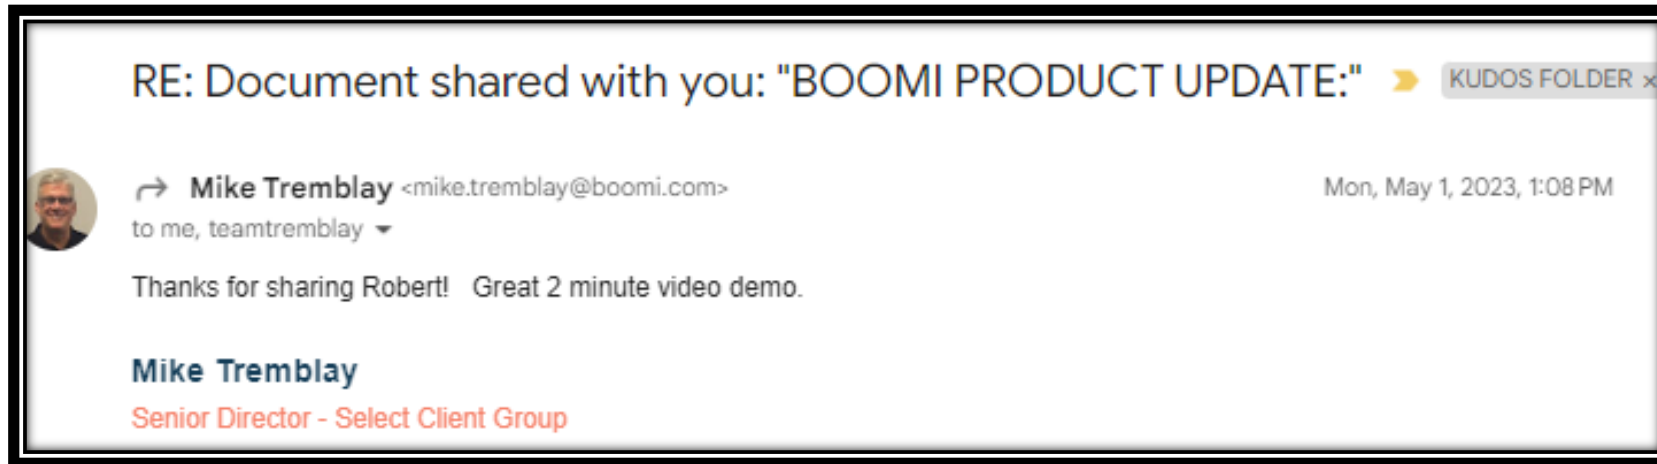 RE: Document shared with you: "BOOMI PRODUCT UPDATE:" KUDOS FOLDER ×
Mike Tremblay <mike.tremblay@boomi.com> Mon, May 1, 2023, 1:08 PM
to me, teamtremblay
Thanks for sharing Robert! Great 2 minute video demo.
Mike Tremblay
Senior Director - Select Client Group